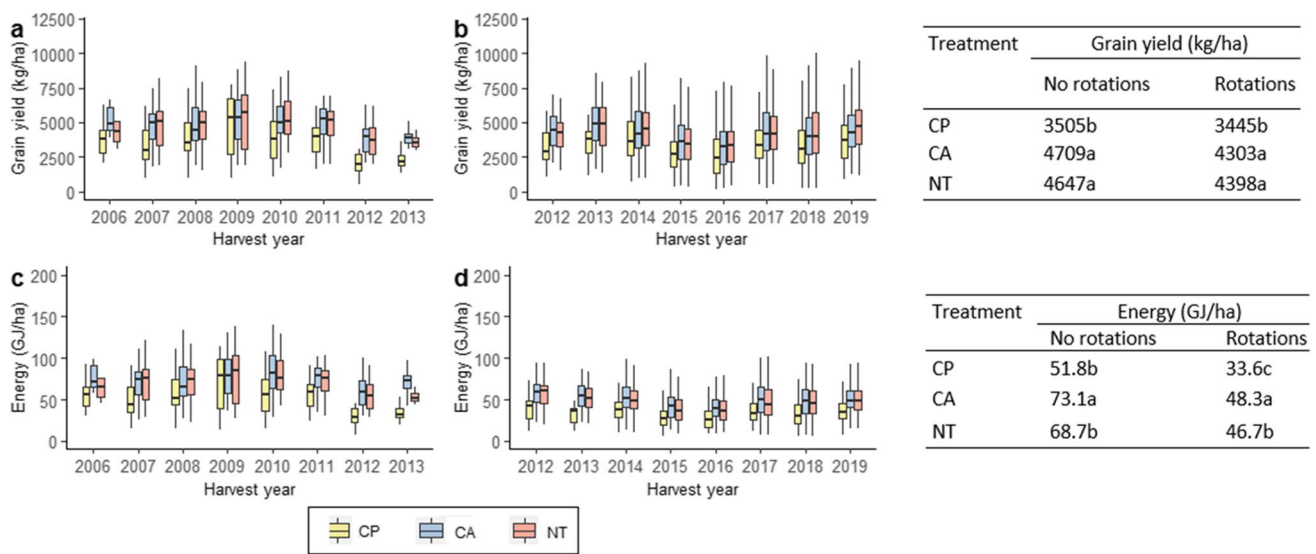 a
Grain yield (kg/ha)
12500
10000
7500
5000
2500
0
2006 2007 2008 2009 2010 2011 2012 2013
Harvest year
b
Grain yield (kg/ha)
12500
10000
7500
5000
2500
0
2012 2013 2014 2015 2016 2017 2018 2019
Harvest year
Treatment Grain yield (kg/ha)
No rotations Rotations
CP 3505b 3445b
CA 4709a 4303a
NT 4647a 4398a
c
Energy (GJ/ha)
200
150
100
50
0
2006 2007 2008 2009 2010 2011 2012 2013
Harvest year
d
Energy (GJ/ha)
200
150
100
50
0
2012 2013 2014 2015 2016 2017 2018 2019
Harvest year
Treatment Energy (GJ/ha)
No rotations Rotations
CP 51.8b 33.6c
CA 73.1a 48.3a
NT 68.7b 46.7b
CP CA NT